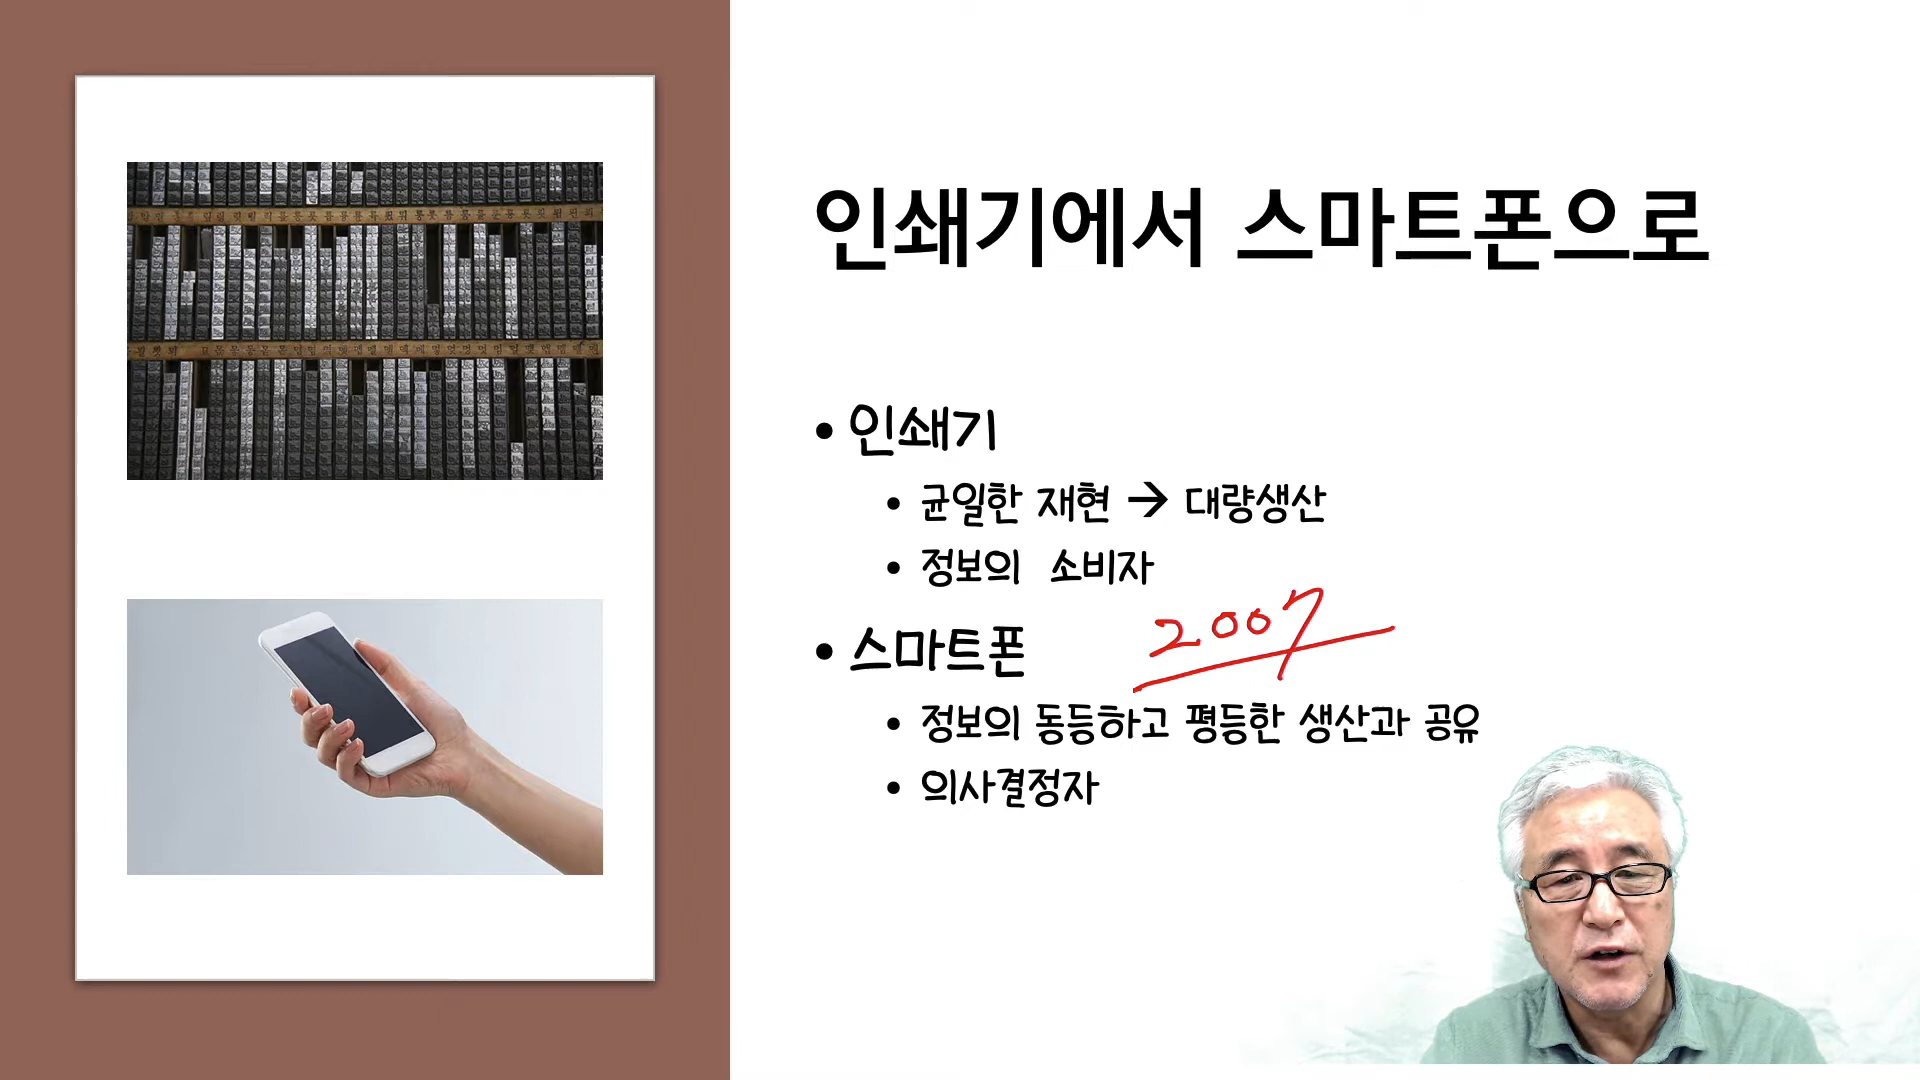 인쇄기에서 스마트폰으로
• 인쇄기
• 균일한 재현 → 대량생산
• 정보의 소비자
2007
• 스마트폰
• 정보의 동등하고 평등한 생산과 공유
• 의사결정자